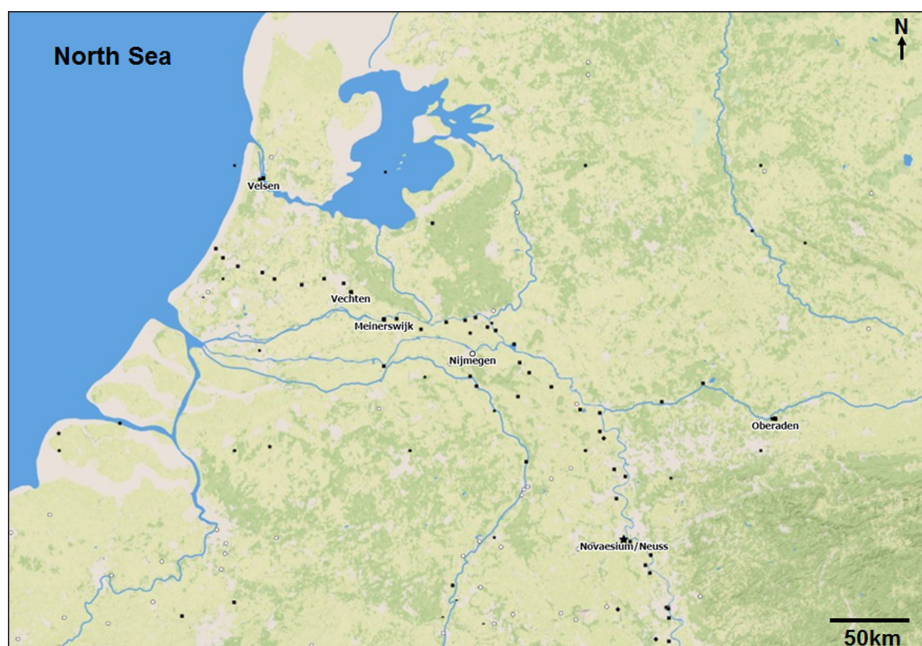 N
North Sea
Velsen
Vechten
Meinerswijk
Nijmegen
Oberaden
Novaesium/Neuss
50km